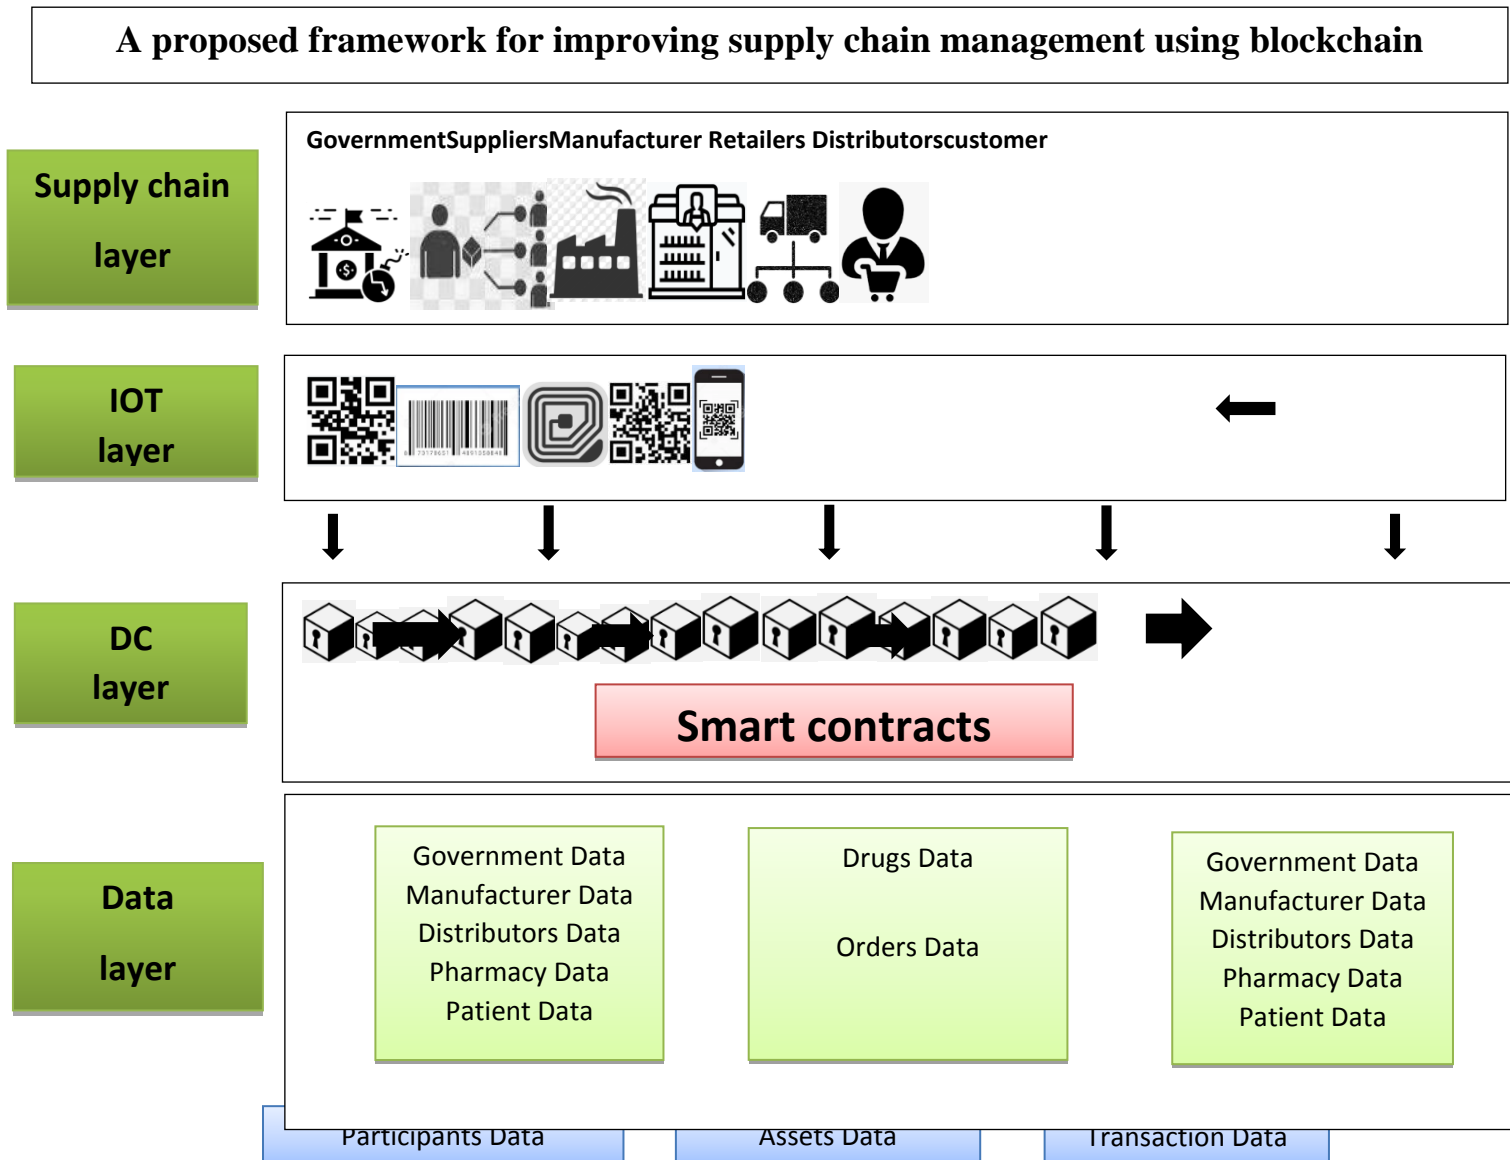 A proposed framework for improving supply chain management using blockchain
GovernmentSuppliersManufacturer Retailers Distributorscustomer
Supply chain
layer
IOT
layer
DC
layer
Smart contracts
Data
layer
Government Data
Manufacturer Data
Distributors Data
Pharmacy Data
Patient Data
Drugs Data
Orders Data
Government Data
Manufacturer Data
Distributors Data
Pharmacy Data
Patient Data
Participants Data
Assets Data
Transaction Data